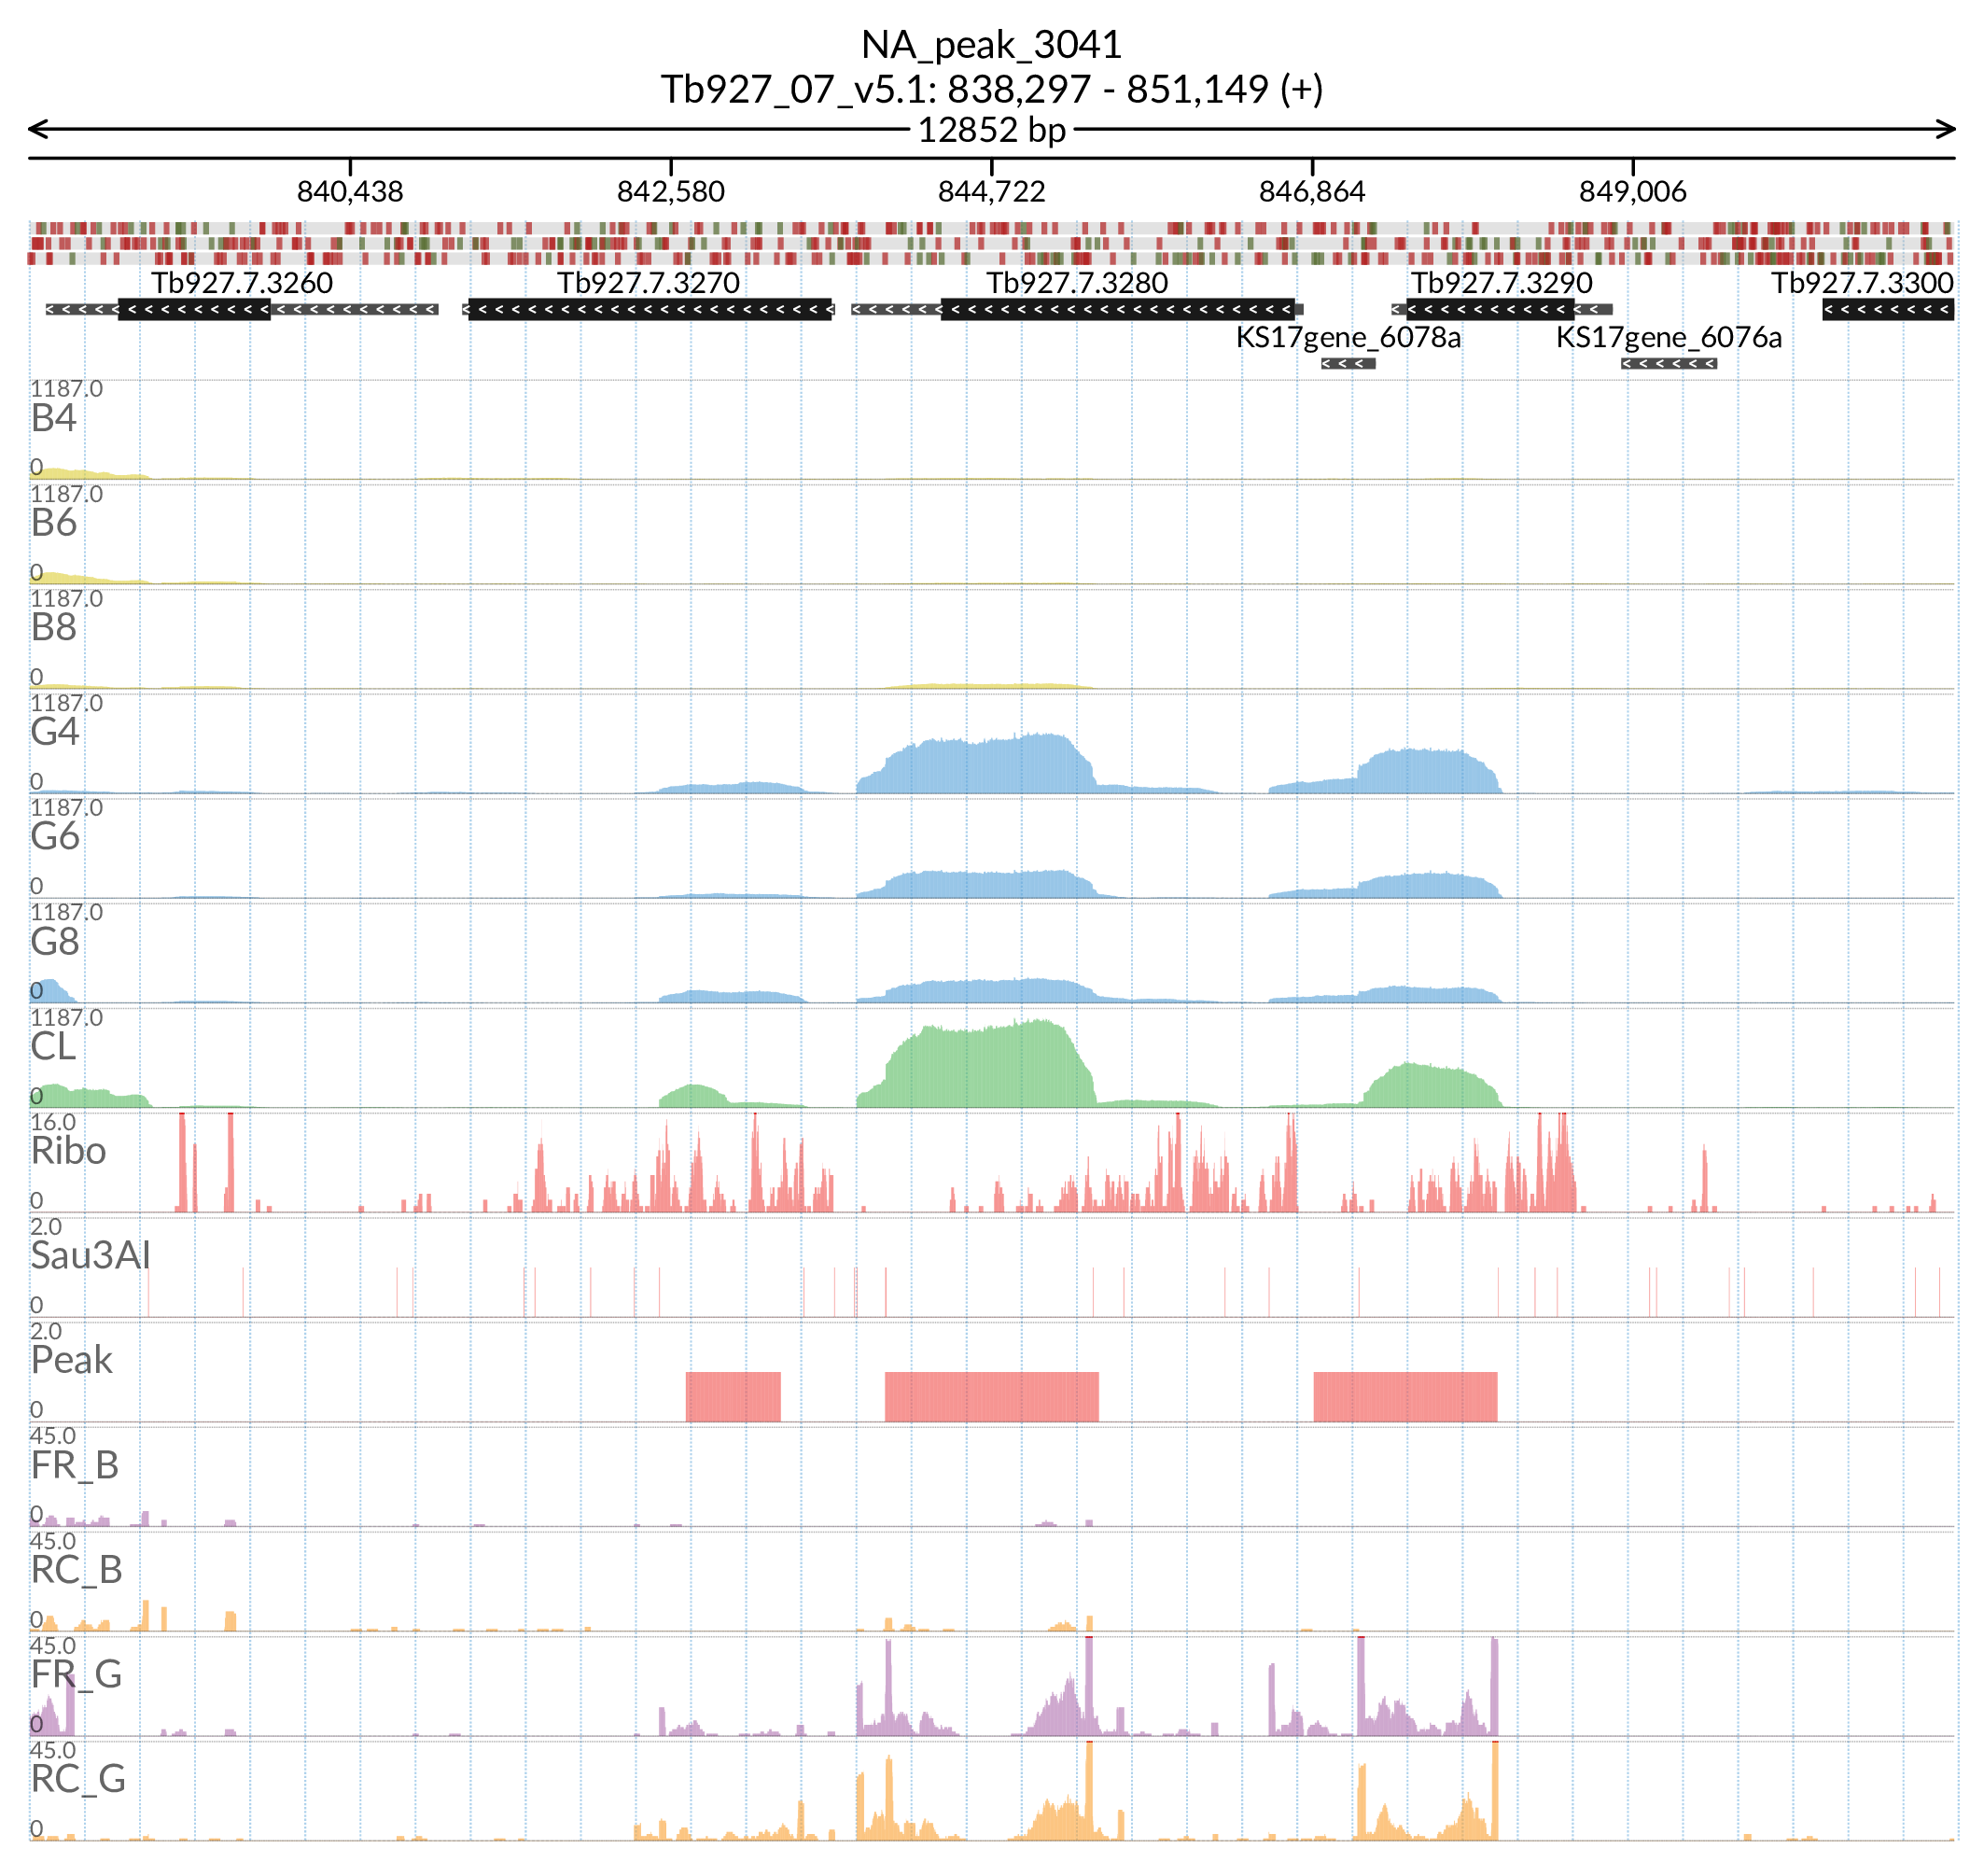 NA_peak_3041
Tb927_07_v5.1: 838,297 - 851,149 (+)
12852 bp
840,438 842,580 844,722 846,864 849,006
Tb927.7.3260 Tb927.7.3270 Tb927.7.3280 Tb927.7.3290 Tb927.7.3300
KS17gene_6078a KS17gene_6076a
1187.0
B4
0
1187.0
B6
0
1187.0
B8
0
1187.0
G4
0
1187.0
G6
0
1187.0
G8
0
1187.0
CL
0
16.0
Ribo
0
2.0
Sau3AI
0
2.0
Peak
0
45.0
FR_B
0
45.0
RC_B
0
45.0
FR_G
0
45.0
RC_G
0